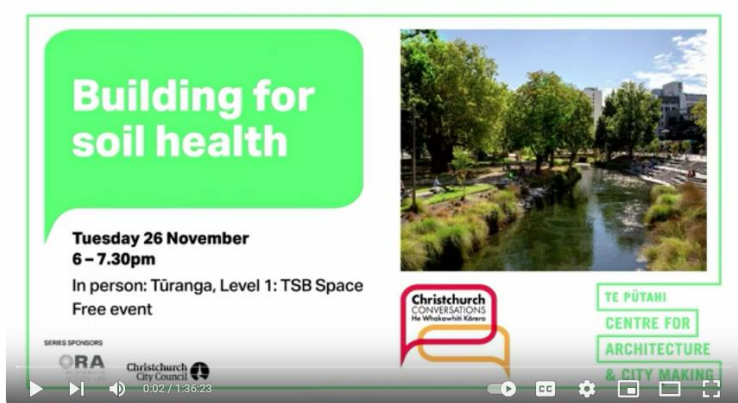 Building for
soil health
Tuesday 26 November
6 – 7.30pm
In person: Tūranga, Level 1: TSB Space
Free event
SERIES SPONSORS
ORA
Christchurch
City Council
Christchurch
CONVERSATIONS
He Whakawhiti Kōrero
TE PŪTAHI
CENTRE FOR
ARCHITECTURE
& CITY MAKING
0:02 / 1:36:23
CC